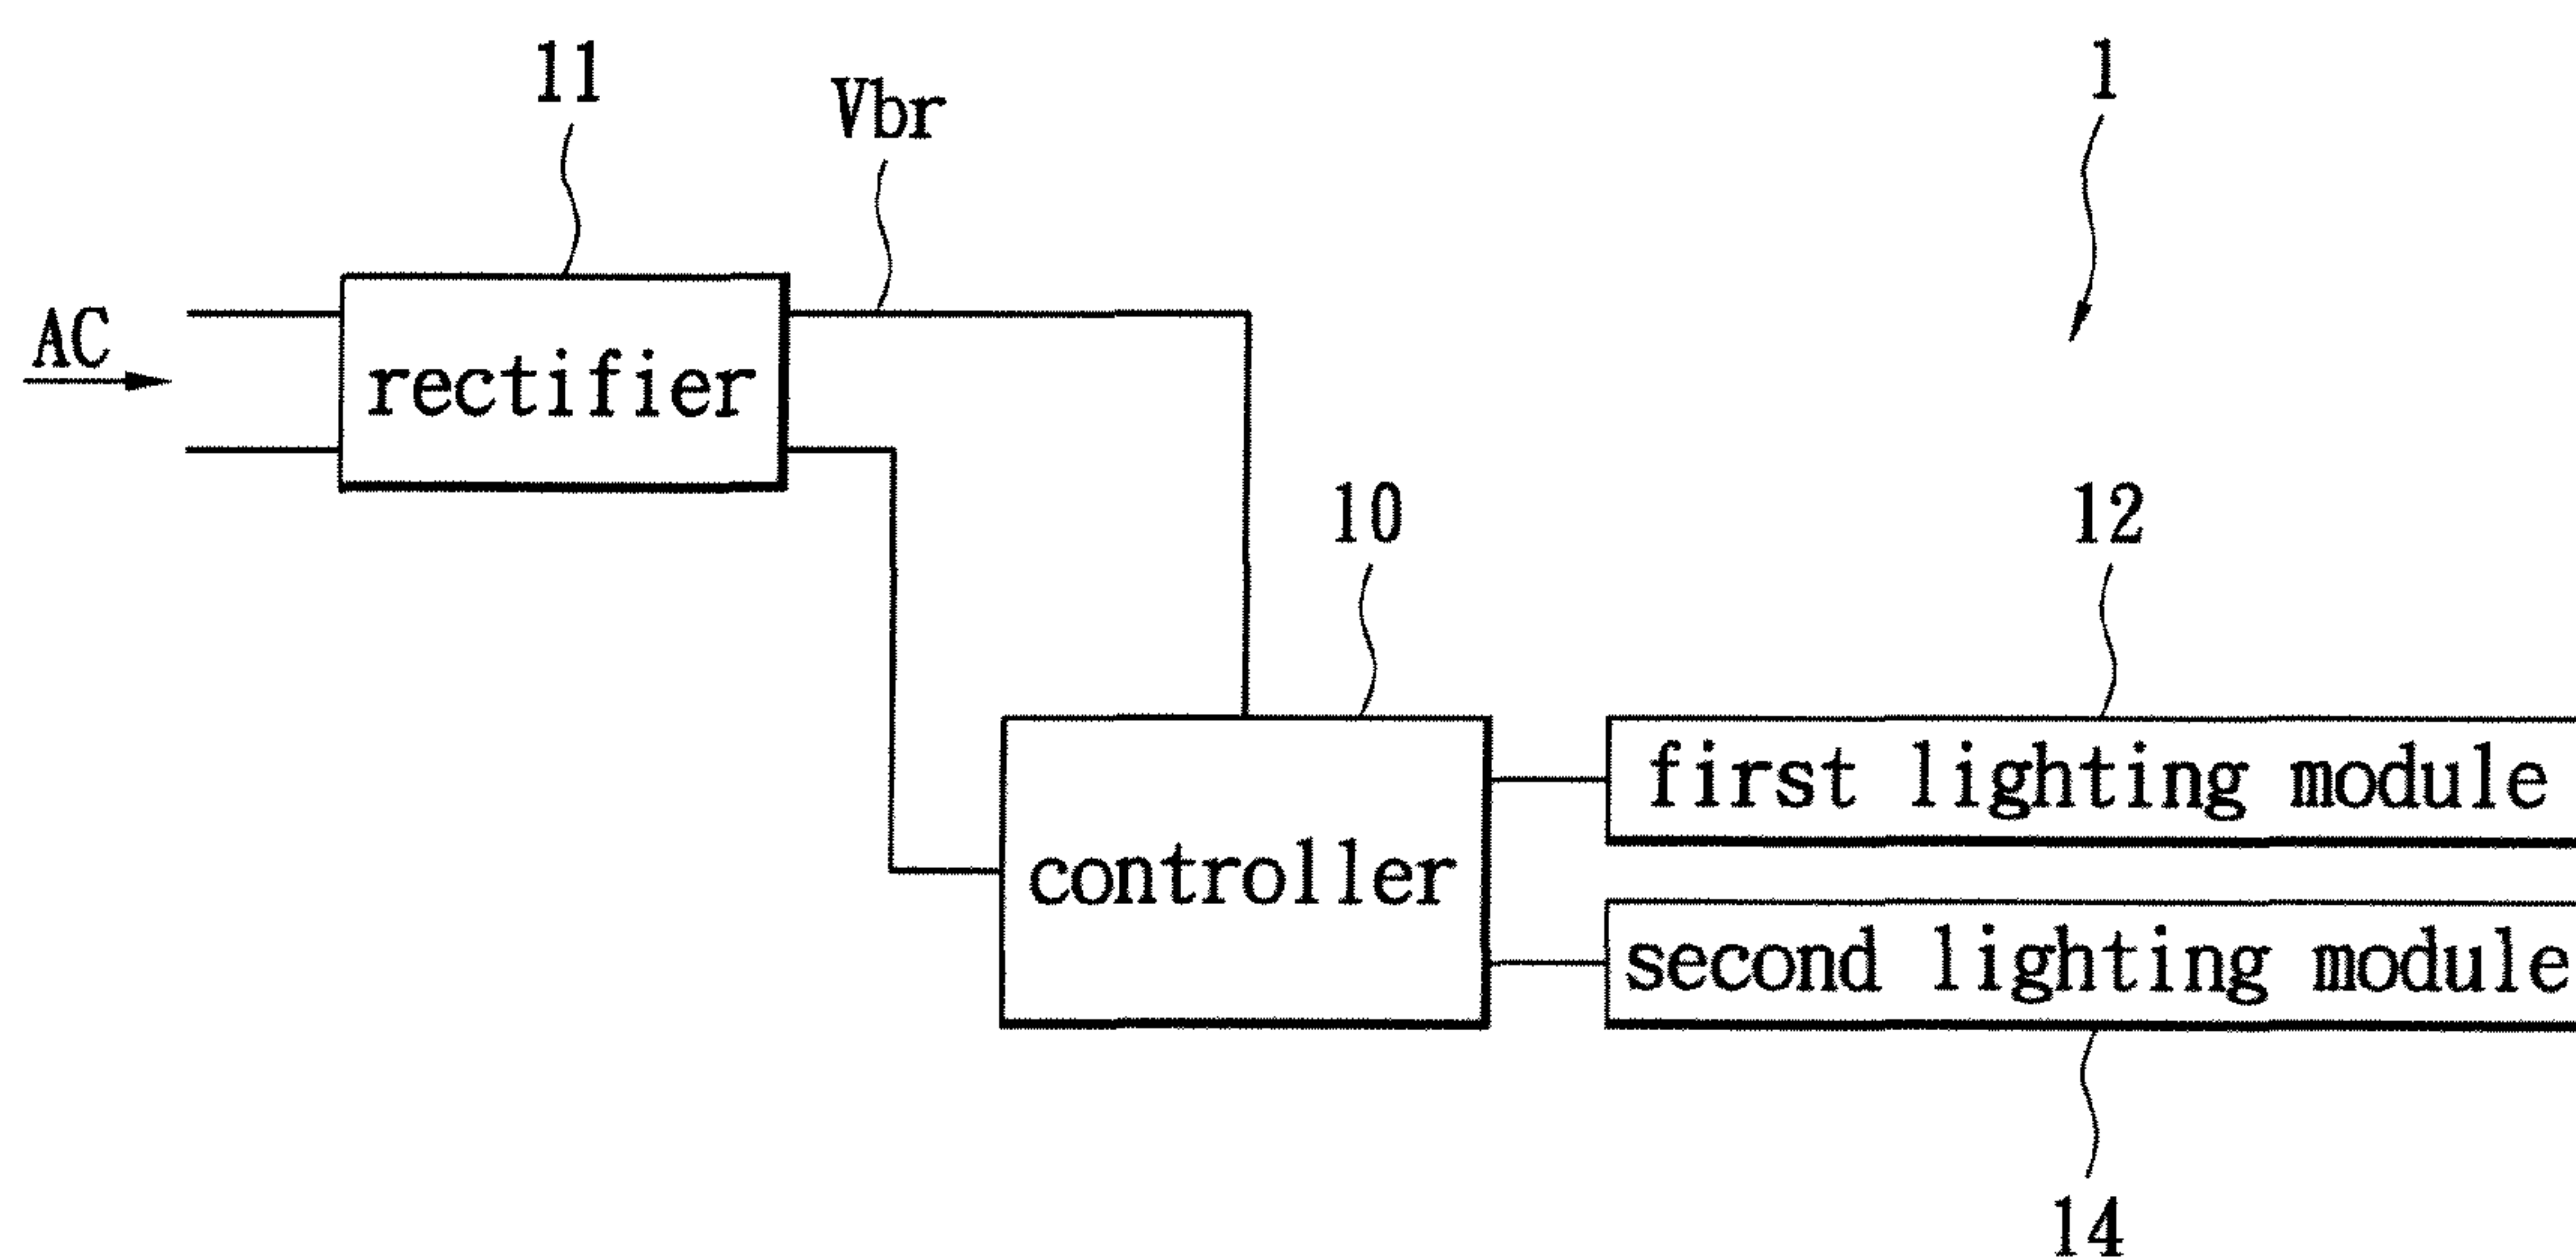 11
Vbr
1
AC
rectifier
10
12
first lighting module
controller
second lighting module
14